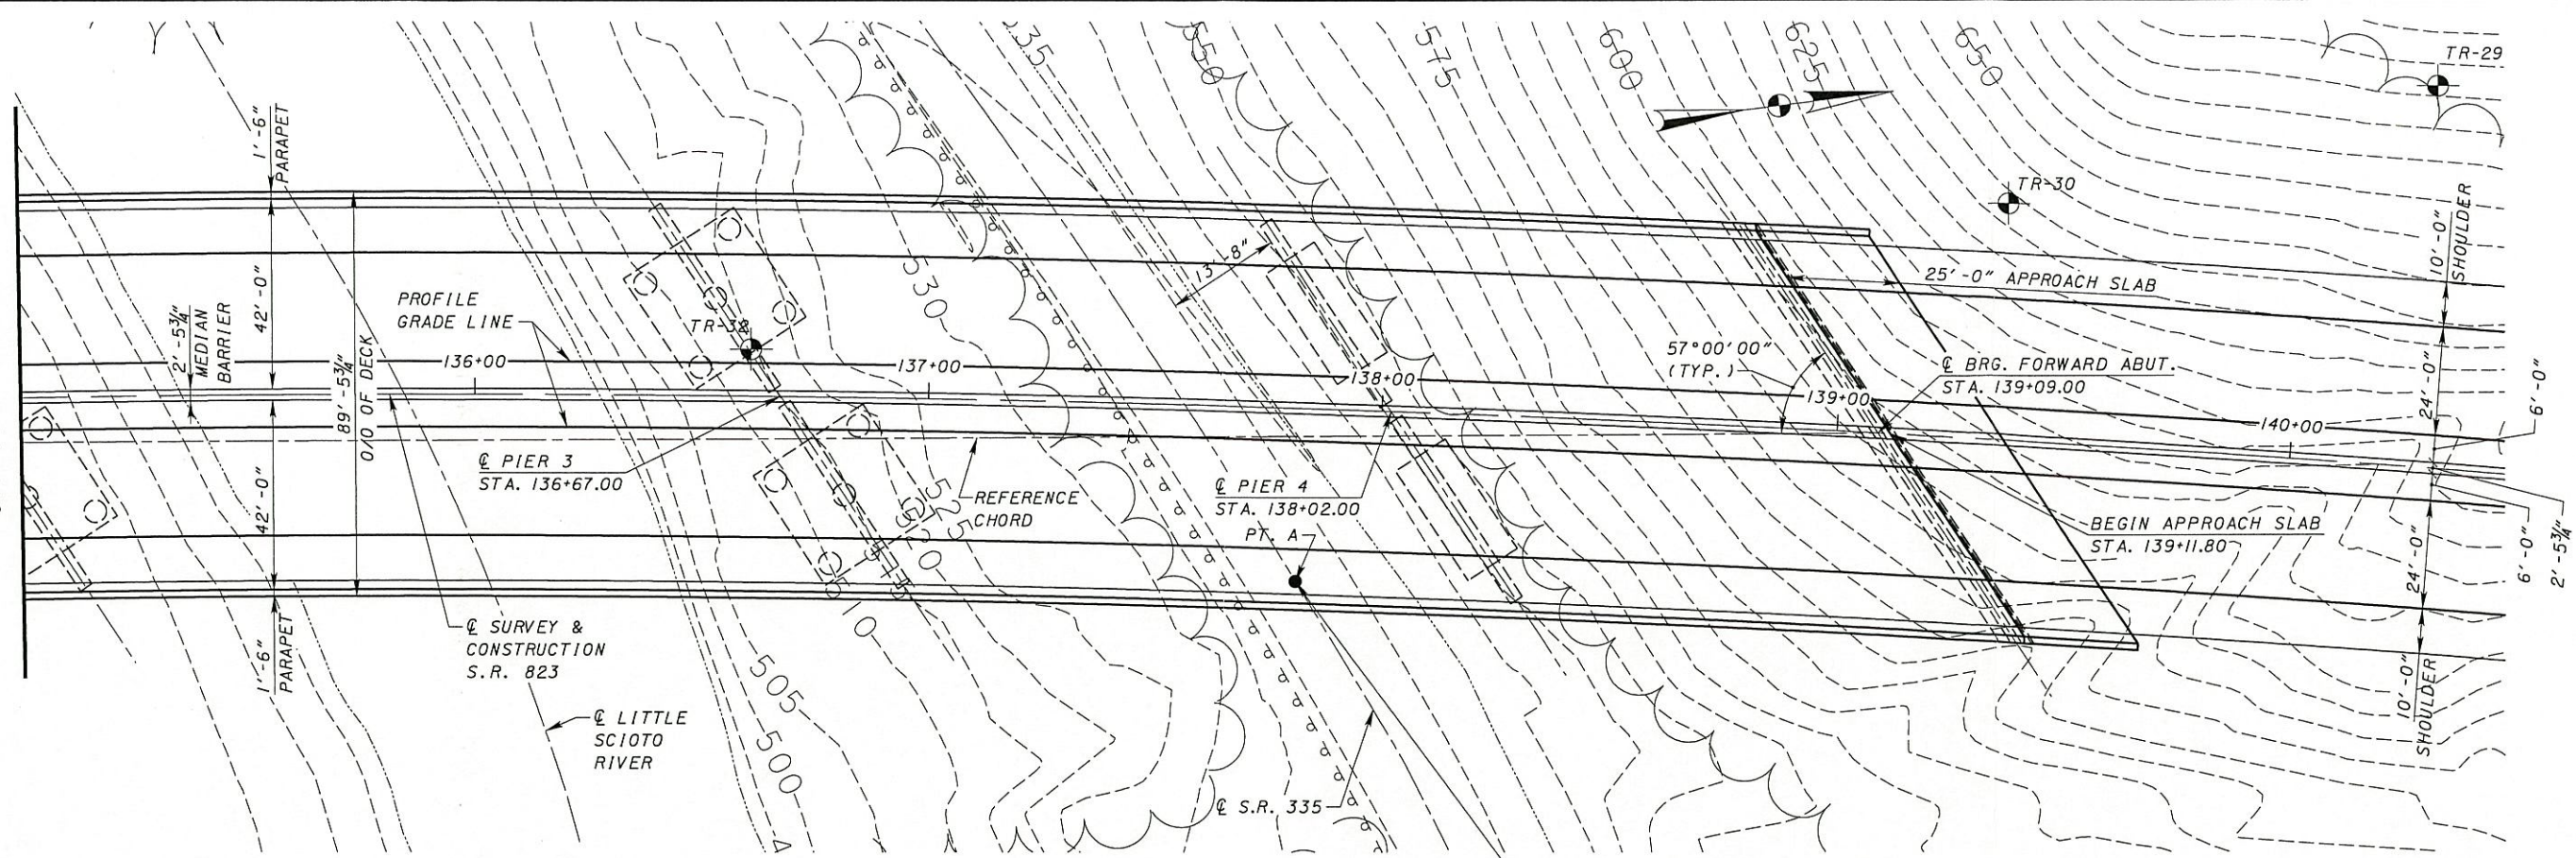 535
550
575
600
625
650
TR-29
TR-30
1'-6"
PARAPET
42'-0"
2'-5¾"
MEDIAN
BARRIER
89'-5¾"
O/O OF DECK
42'-0"
1'-6"
PARAPET
PROFILE
GRADE LINE
136+00
137+00
138+00
139+00
140+00
530
13'-8"
57°00'00"
(TYP.)
25'-0" APPROACH SLAB
℄ BRG. FORWARD ABUT.
STA. 139+09.00
10'-0"
SHOULDER
24'-0"
6'-0"
℄ PIER 3
STA. 136+67.00
REFERENCE
CHORD
℄ PIER 4
STA. 138+02.00
PT. A
BEGIN APPROACH SLAB
STA. 139+11.80
24'-0"
6'-0"
2'-5¾"
10'-0"
SHOULDER
525
520
515
510
505
500
℄ SURVEY &
CONSTRUCTION
S.R. 823
℄ LITTLE
SCIOTO
RIVER
℄ S.R. 335